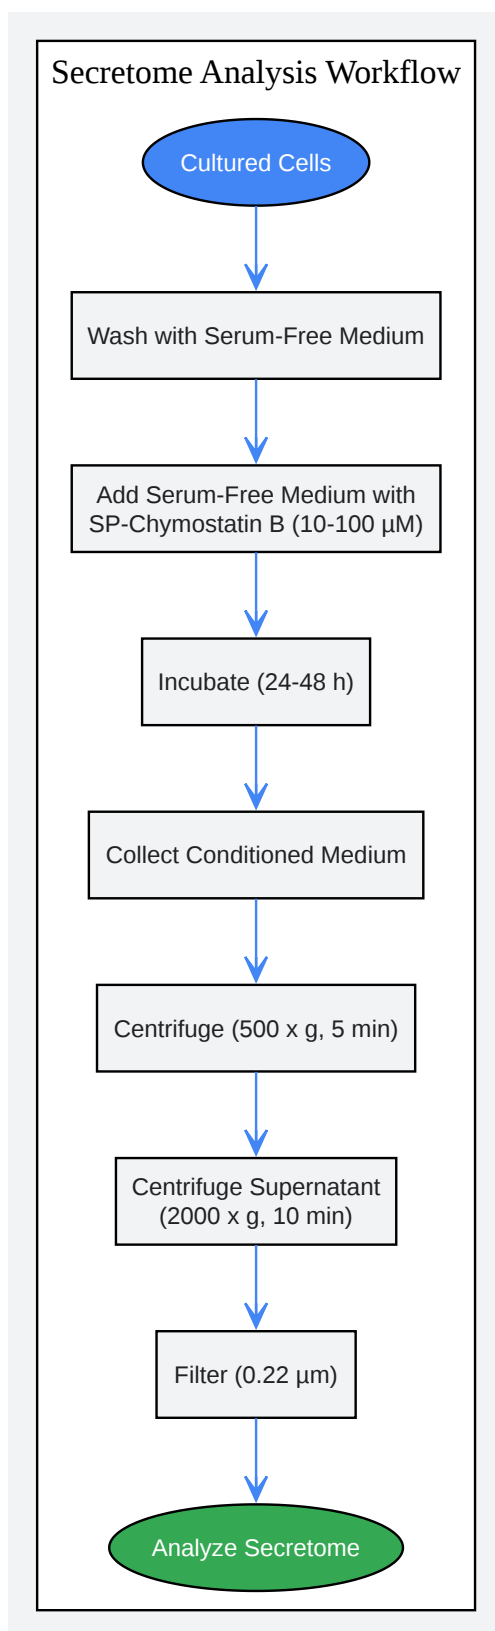 Secretome Analysis Workflow
Cultured Cells
Wash with Serum-Free Medium
Add Serum-Free Medium with
SP-Chymostatin B (10-100 µM)
Incubate (24-48 h)
Collect Conditioned Medium
Centrifuge (500 x g, 5 min)
Centrifuge Supernatant
(2000 x g, 10 min)
Filter (0.22 µm)
Analyze Secretome